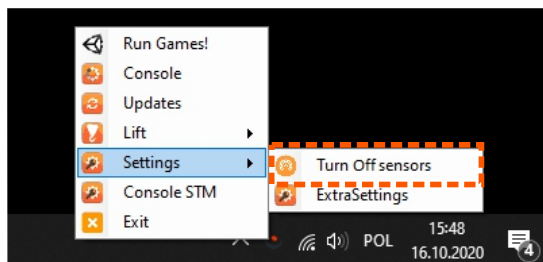 Run Games!
Console
Updates
Lift
Settings
Turn Off sensors
Console STM
ExtraSettings
Exit
POL
15:48
16.10.2020
4